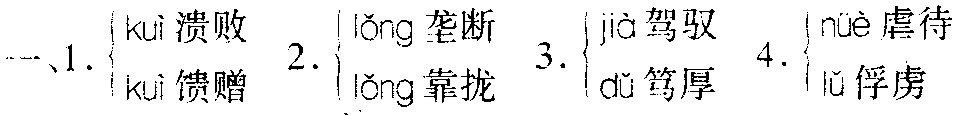 一、1. kuì 溃败 2. lǒng 垄断 3. jià 驾驭 4. nüè 虐待
kuì 馈赠 lǒng 靠拢 dǔ 笃厚 lǔ 俘虏